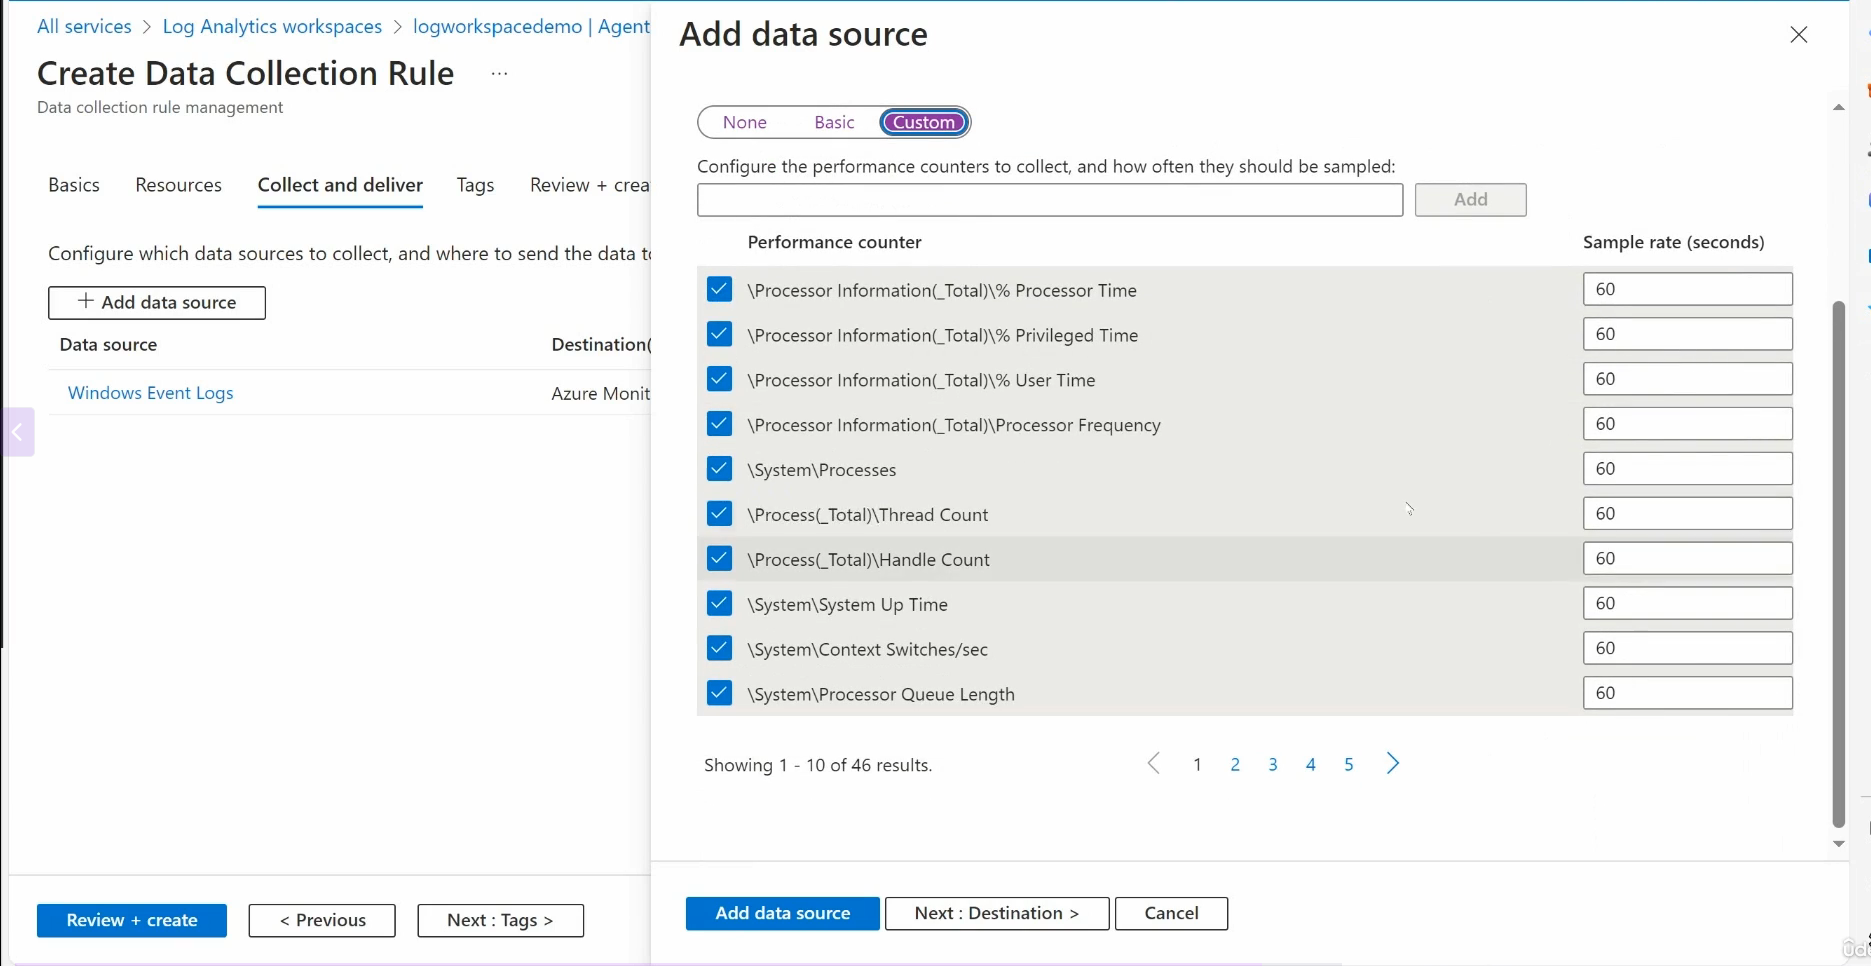 All services > Log Analytics workspaces > logworkspacedemo | Agent
Create Data Collection Rule ...
Data collection rule management
Basics Resources Collect and deliver Tags Review + crea
Configure which data sources to collect, and where to send the data to
+ Add data source
Data source Destination(
Windows Event Logs Azure Monit
Review + create < Previous Next : Tags >
Add data source
None Basic Custom
Configure the performance counters to collect, and how often they should be sampled:
Add
Performance counter Sample rate (seconds)
\Processor Information(_Total)\% Processor Time 60
\Processor Information(_Total)\% Privileged Time 60
\Processor Information(_Total)\% User Time 60
\Processor Information(_Total)\Processor Frequency 60
\System\Processes 60
\Process(_Total)\Thread Count 60
\Process(_Total)\Handle Count 60
\System\System Up Time 60
\System\Context Switches/sec 60
\System\Processor Queue Length 60
Showing 1 - 10 of 46 results. < 1 2 3 4 5 >
Add data source Next : Destination > Cancel